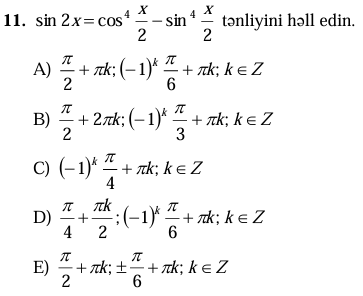 11. sin 2x = cos⁴ x/2 − sin⁴ x/2 tənliyini həll edin.
A) π/2 + πk; (−1)ᵏ π/6 + πk; k ∈ Z
B) π/2 + 2πk; (−1)ᵏ π/3 + πk; k ∈ Z
C) (−1)ᵏ π/4 + πk; k ∈ Z
D) π/4 + πk/2; (−1)ᵏ π/6 + πk; k ∈ Z
E) π/2 + πk; ± π/6 + πk; k ∈ Z